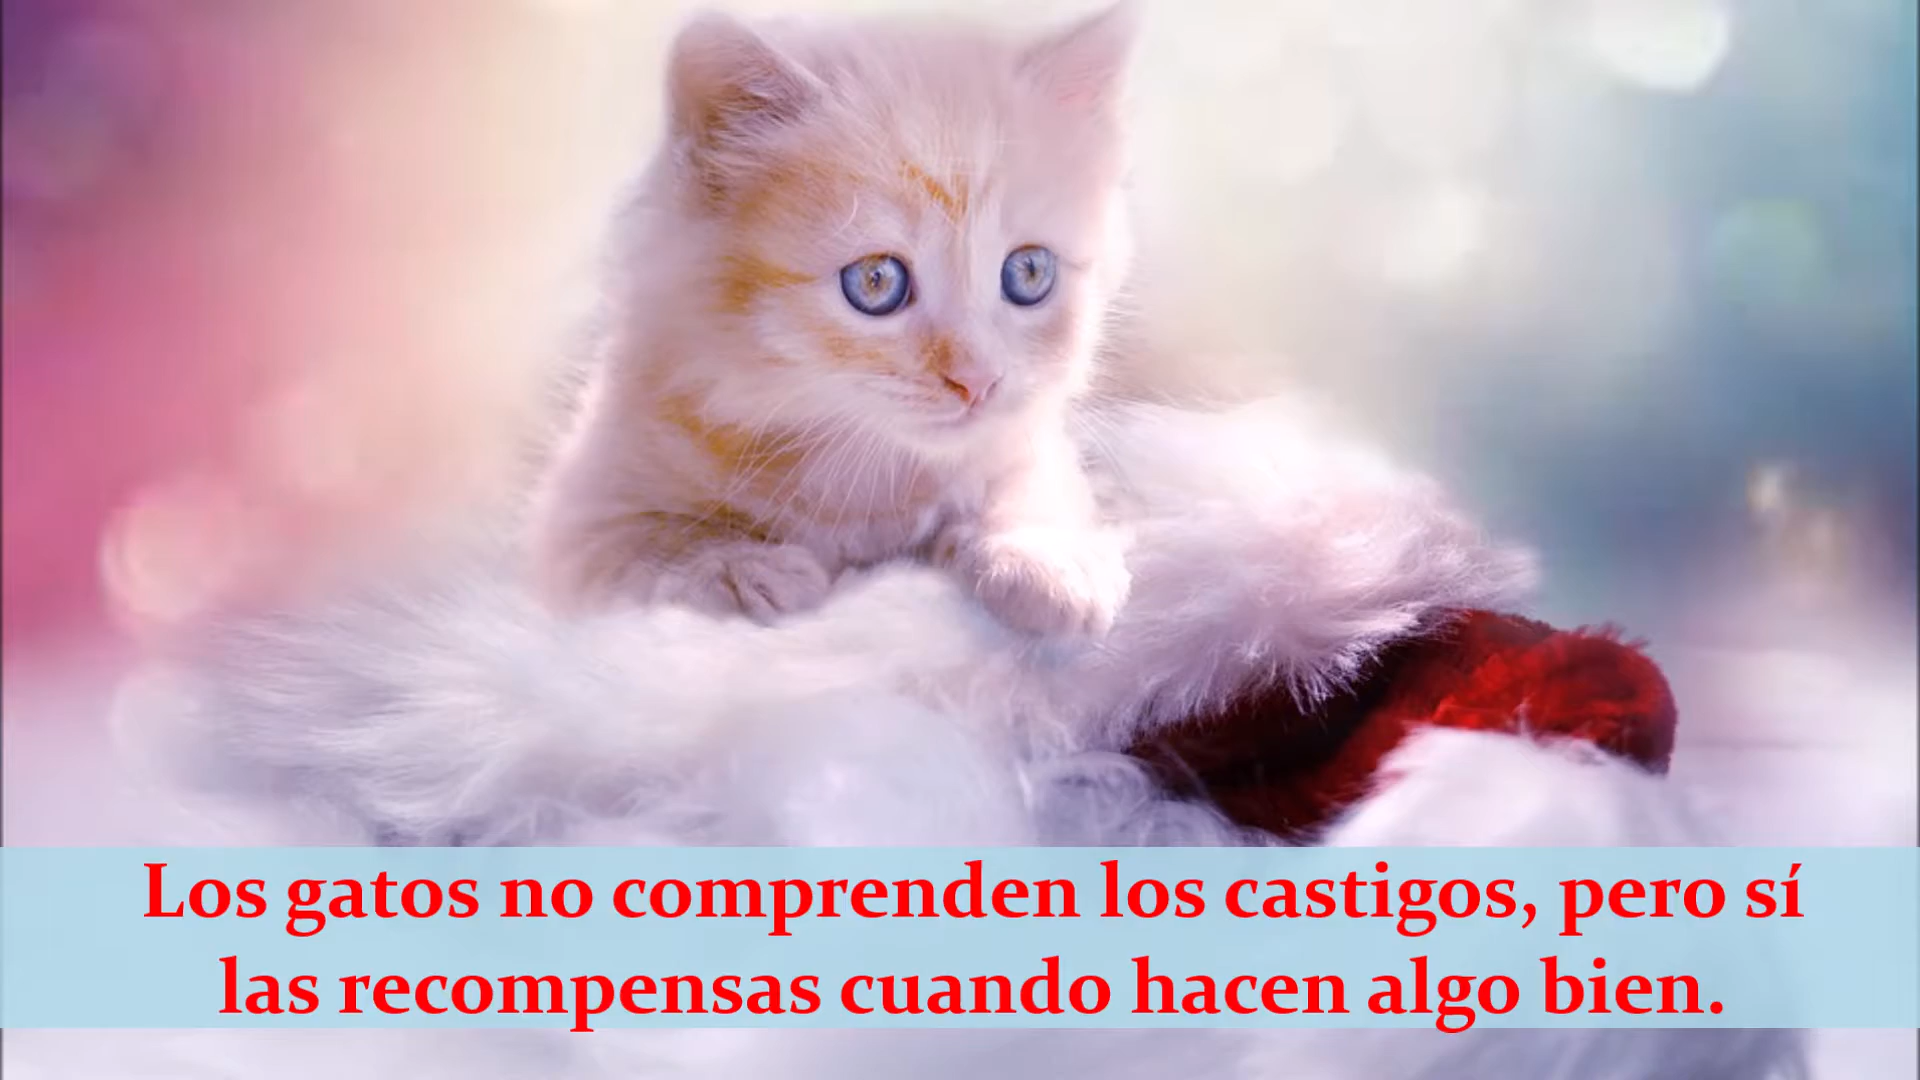 Los gatos no comprenden los castigos, pero sí
las recompensas cuando hacen algo bien.